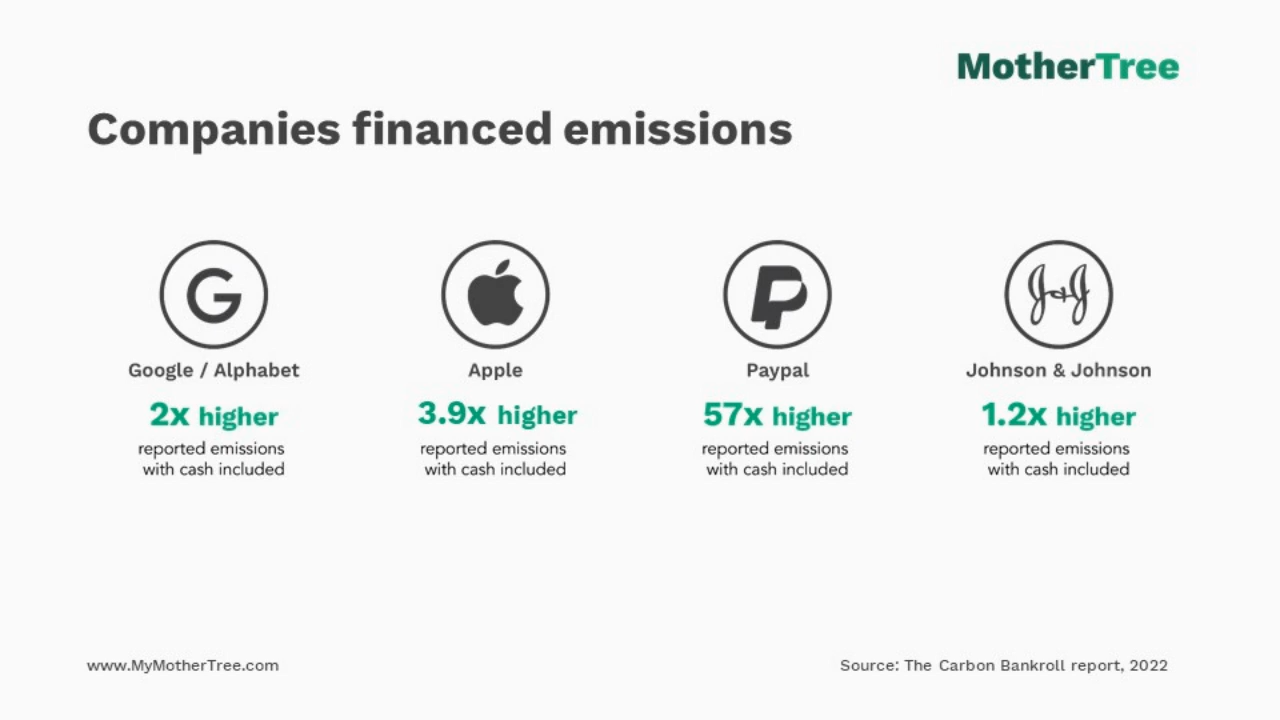 MotherTree
Companies financed emissions
G
Google / Alphabet
2x higher
reported emissions
with cash included
Apple
3.9x higher
reported emissions
with cash included
P
Paypal
57x higher
reported emissions
with cash included
J&J
Johnson & Johnson
1.2x higher
reported emissions
with cash included
www.MyMotherTree.com
Source: The Carbon Bankroll report, 2022